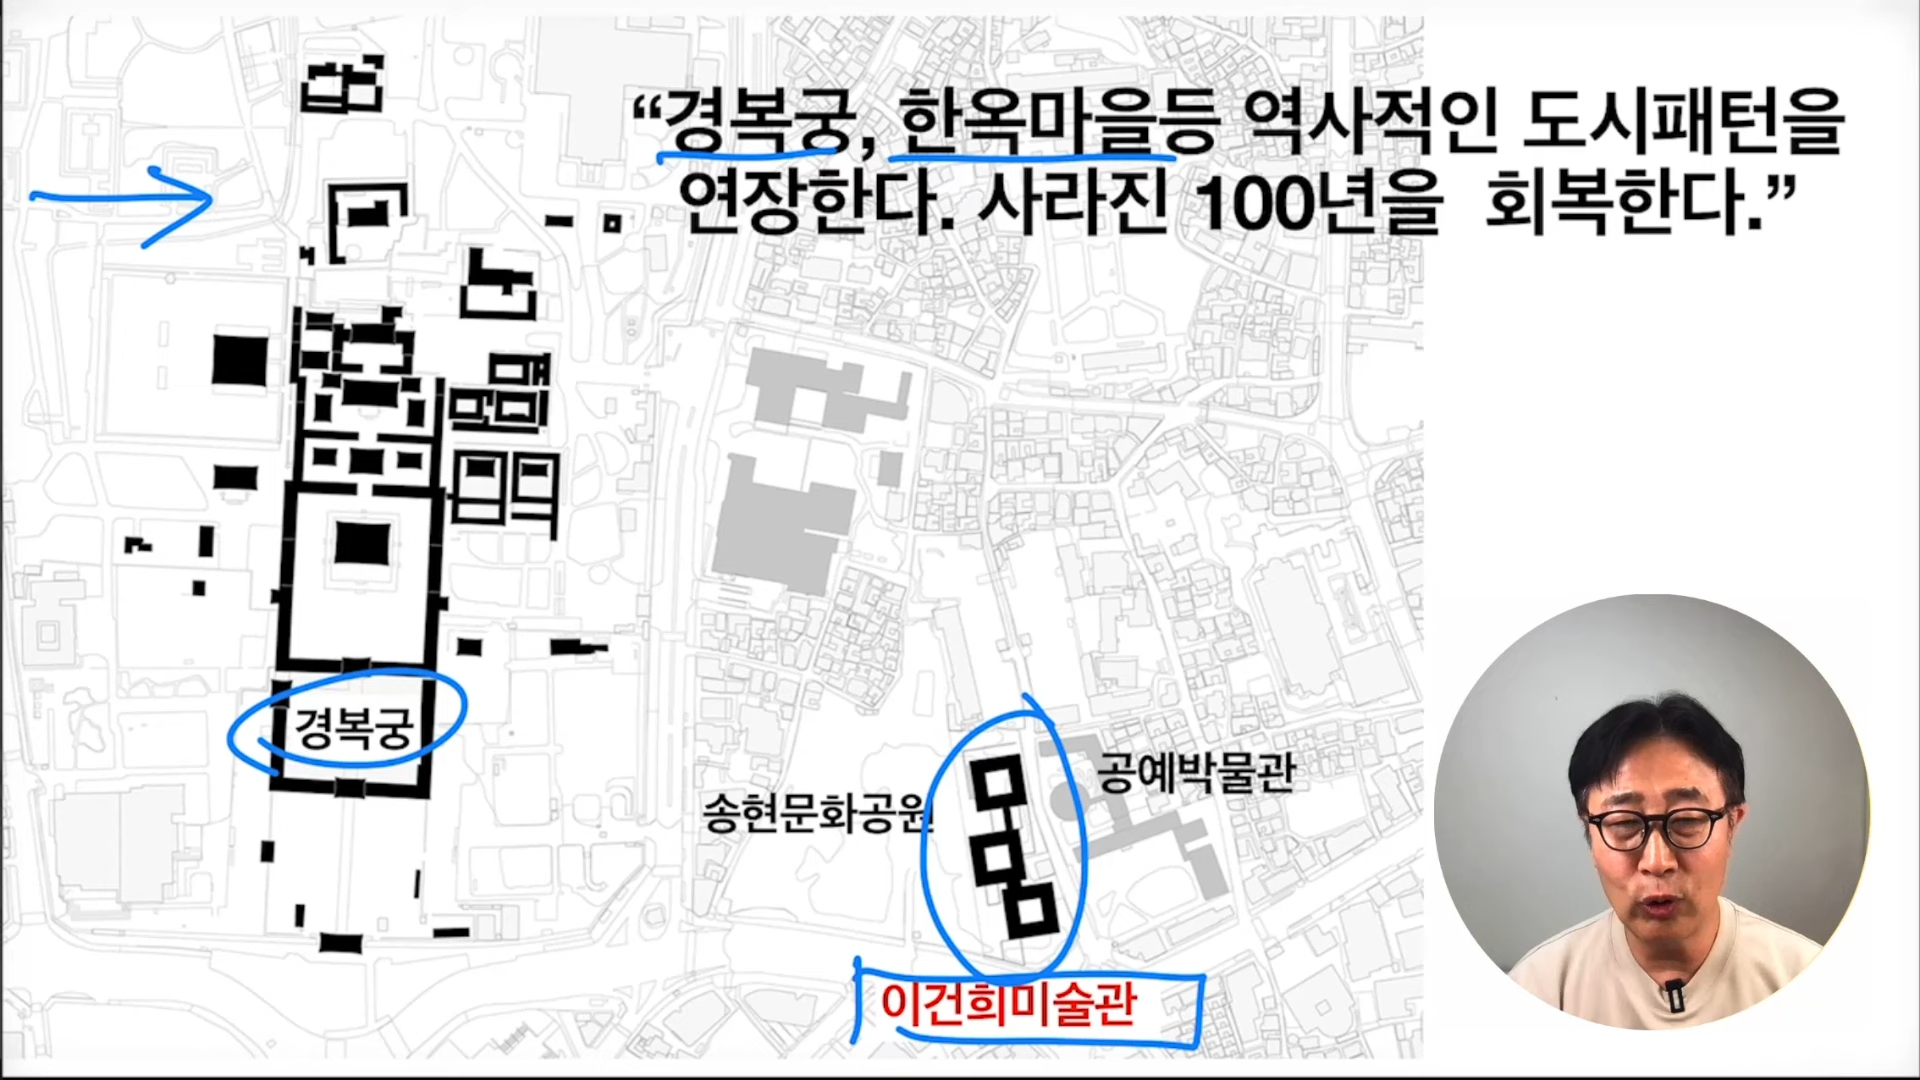 “경복궁, 한옥마을등 역사적인 도시패턴을
연장한다. 사라진 100년을 회복한다.”
경복궁
송현문화공원
공예박물관
이건희미술관